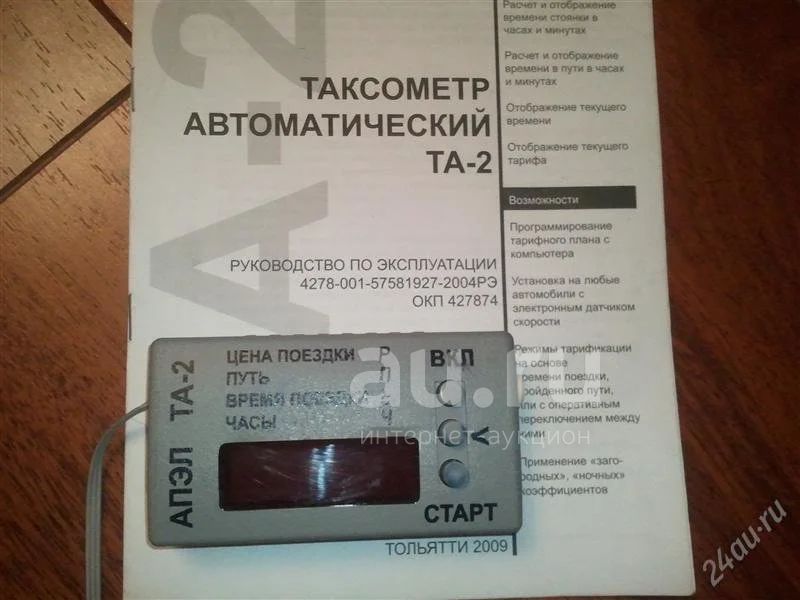 А-2
ТАКСОМЕТР
АВТОМАТИЧЕСКИЙ
ТА-2
РУКОВОДСТВО ПО ЭКСПЛУАТАЦИИ
4278-001-57581927-2004РЭ
ОКП 427874
Расчет и отображение
времени стоянки в
часах и минутах
Расчет и отображение
времени в пути в часах
и минутах
Отображение текущего
времени
Отображение текущего
тарифа
Возможности
Программирование
тарифного плана с
компьютера
Установка на любые
автомобили с
электронным датчиком
скорости
Режимы тарификации
на основе
времени поездки,
пройденного пути,
или с оперативным
переключением между
ними
Применение «заго-
родных», «ночных»
коэффициентов
АПЭЛ ТА-2
ЦЕНА ПОЕЗДКИ Р
ПУТЬ П
ВРЕМЯ ПОЕЗДКИ
ЧАСЫ Ч
ВКЛ
V
СТАРТ
ТОЛЬЯТТИ 2009
au.ru
интернет-аукцион
24au.ru